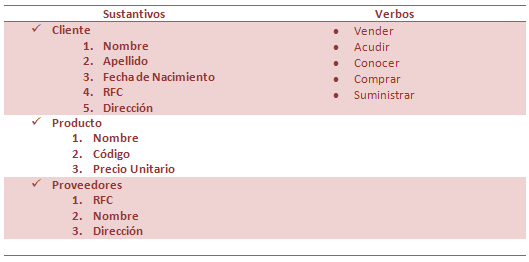 Sustantivos Verbos
✓ Cliente
1. Nombre
2. Apellido
3. Fecha de Nacimiento
4. RFC
5. Dirección
• Vender
• Acudir
• Conocer
• Comprar
• Suministrar
✓ Producto
1. Nombre
2. Código
3. Precio Unitario
✓ Proveedores
1. RFC
2. Nombre
3. Dirección